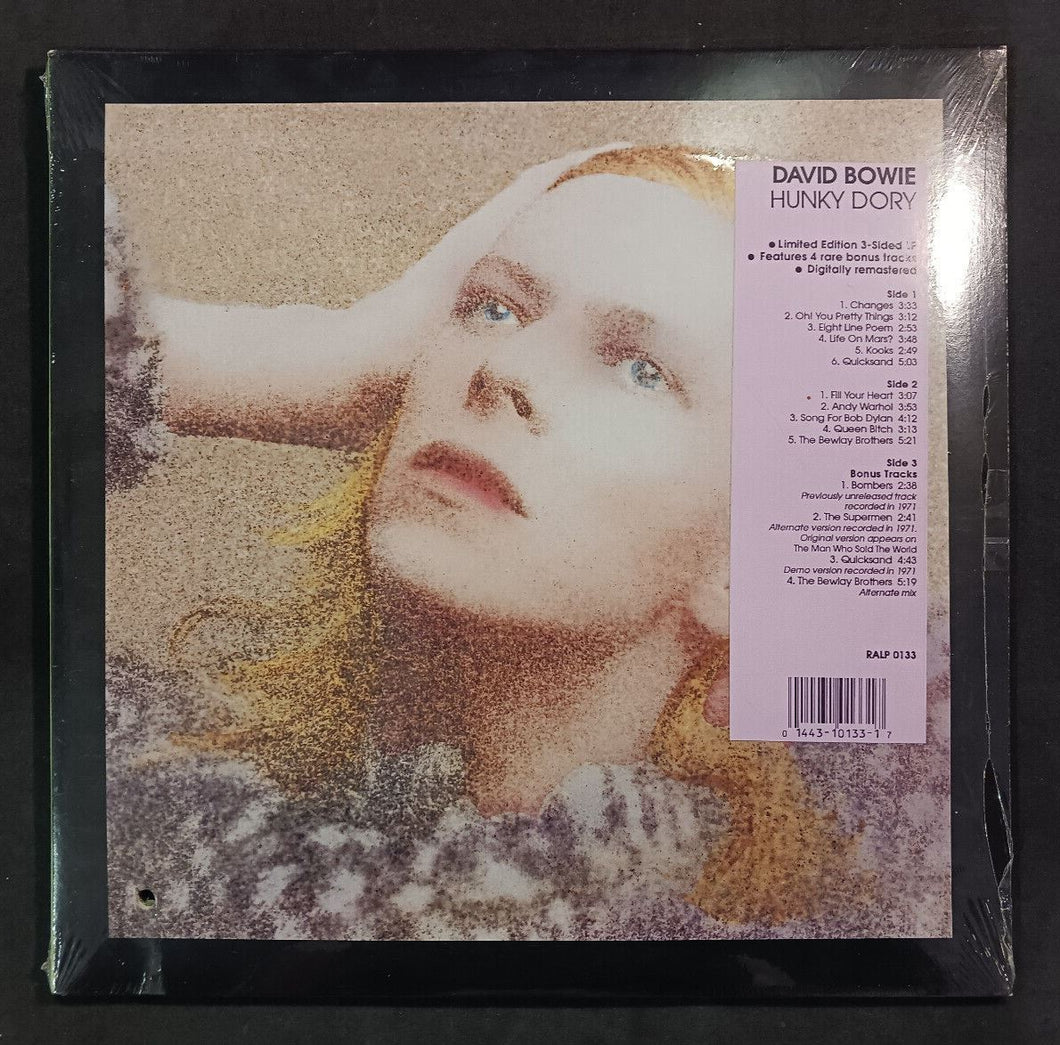 DAVID BOWIE
HUNKY DORY
• Limited Edition 3-Sided LP
• Features 4 rare bonus tracks
• Digitally remastered
Side 1
1. Changes 3:33
2. Oh! You Pretty Things 3:12
3. Eight Line Poem 2:53
4. Life On Mars? 3:48
5. Kooks 2:49
6. Quicksand 5:03
Side 2
1. Fill Your Heart 3:07
2. Andy Warhol 3:53
3. Song For Bob Dylan 4:12
4. Queen Bitch 3:13
5. The Bewlay Brothers 5:21
Side 3
Bonus Tracks
1. Bombers 2:38
Previously unreleased track
recorded in 1971
2. The Supermen 2:41
Alternate version recorded in 1971.
Original version appears on
The Man Who Sold The World
3. Quicksand 4:43
Demo version recorded in 1971
4. The Bewlay Brothers 5:19
Alternate mix
RALP 0133
0 1443-10133-1 7